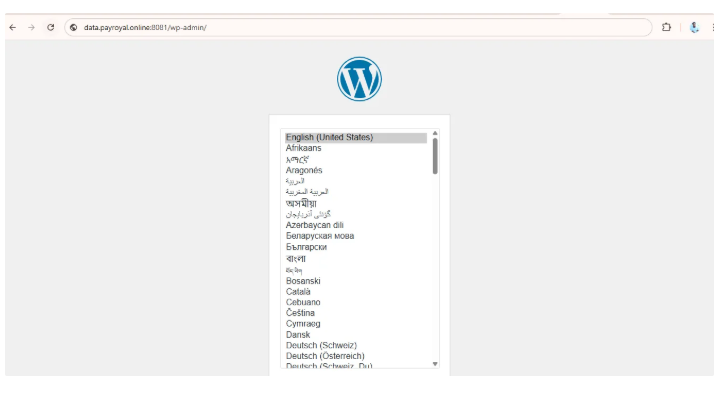 data.payroyal.online:8081/wp-admin/
English (United States)
Afrikaans
አማርኛ
Aragonés
العربية
العربية المغربية
অসমীয়া
گؤنئی آذربایجان
Azərbaycan dili
Беларуская мова
Български
বাংলা
བོད་ཡིག
Bosanski
Català
Cebuano
Čeština
Cymraeg
Dansk
Deutsch (Schweiz)
Deutsch (Österreich)
Deutsch (Schweiz, Du)